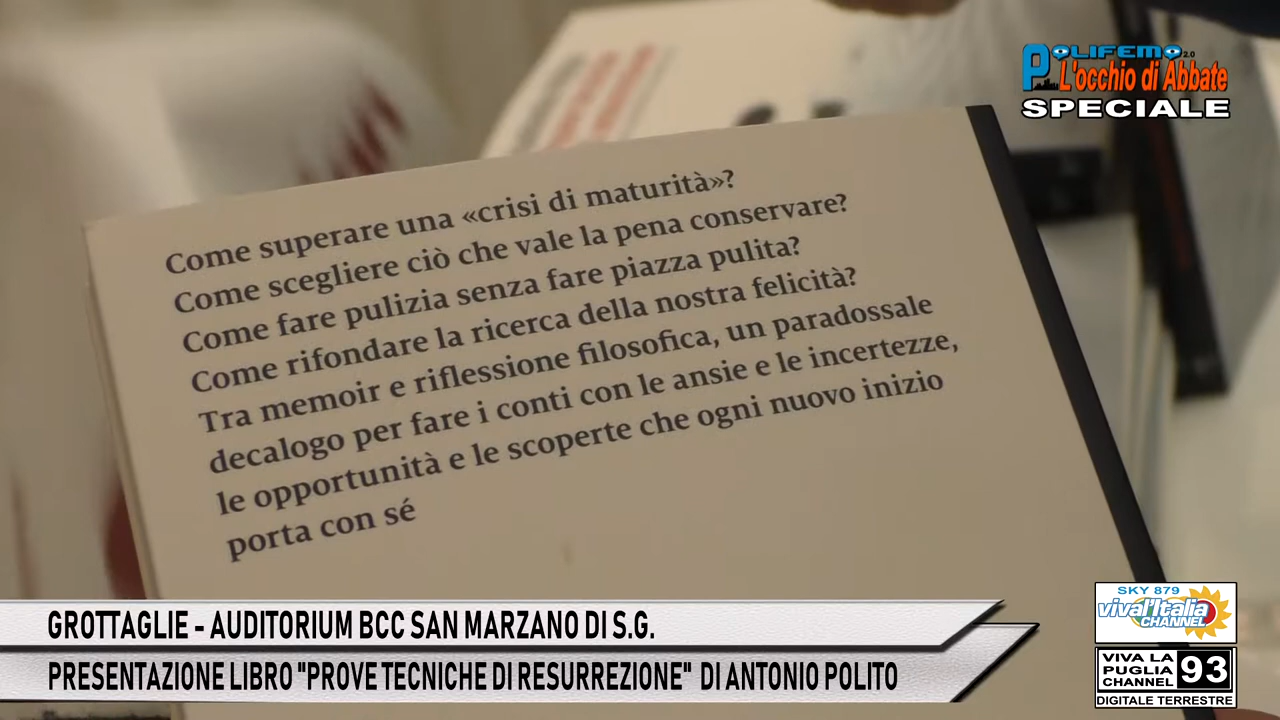 POLIFEMO 2.0
L'occhio di Abbate
SPECIALE
Come superare una «crisi di maturità»?
Come scegliere ciò che vale la pena conservare?
Come fare pulizia senza fare piazza pulita?
Come rifondare la ricerca della nostra felicità?
Tra memoir e riflessione filosofica, un paradossale
decalogo per fare i conti con le ansie e le incertezze,
le opportunità e le scoperte che ogni nuovo inizio
porta con sé
SKY 879
viva l'Italia
CHANNEL
GROTTAGLIE - AUDITORIUM BCC SAN MARZANO DI S.G.
PRESENTAZIONE LIBRO "PROVE TECNCHE DI RESURREZIONE" DI ANTONIO POLITO
VIVA LA
PUGLIA
CHANNEL
93
DIGITALE TERRESTRE